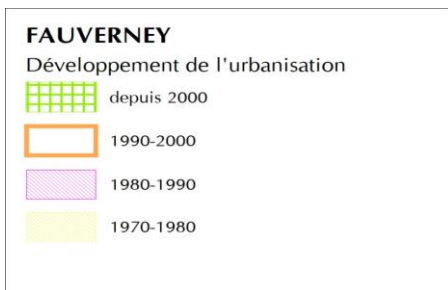 FAUVERNEY
Développement de l'urbanisation
depuis 2000
1990-2000
1980-1990
1970-1980